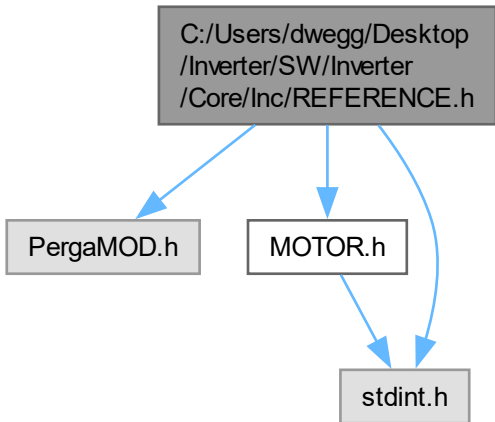 C:/Users/dwegg/Desktop
/Inverter/SW/Inverter
/Core/Inc/REFERENCE.h
PergaMOD.h
MOTOR.h
stdint.h